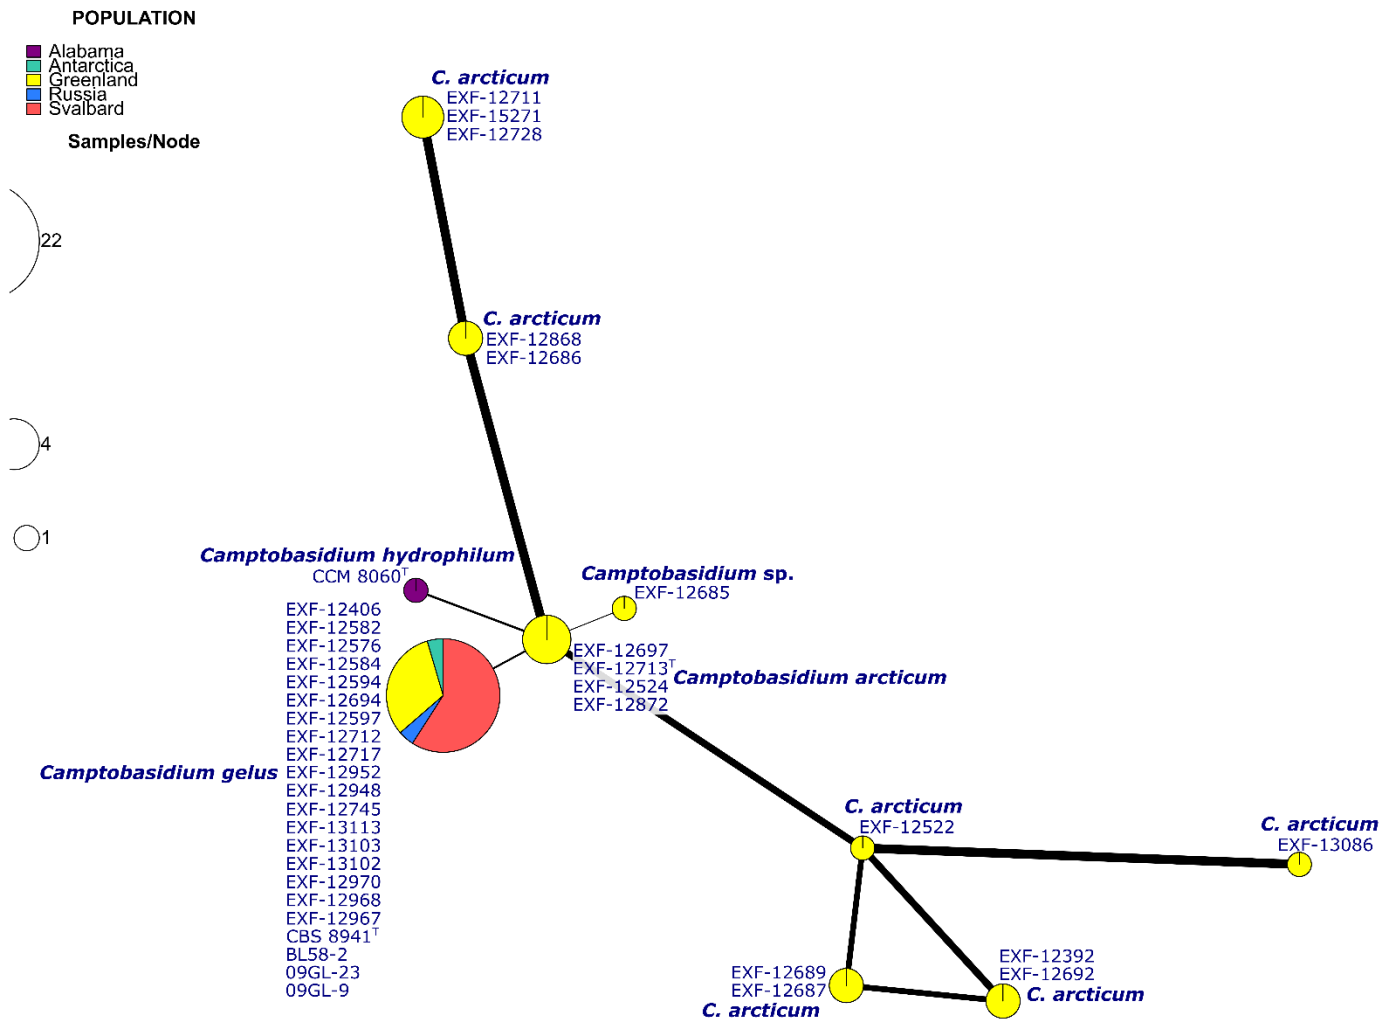 POPULATION
Alabama
Antarctica
Greenland
Russia
Svalbard
Samples/Node
22
4
1
C. arcticum
EXF-12711
EXF-15271
EXF-12728
C. arcticum
EXF-12868
EXF-12686
Camptobasidium hydrophilum
CCM 8060ᵀ
Camptobasidium sp.
EXF-12685
EXF-12697
EXF-12713ᵀ
EXF-12524
EXF-12872
Camptobasidium arcticum
Camptobasidium gelus
EXF-12406
EXF-12582
EXF-12576
EXF-12584
EXF-12594
EXF-12694
EXF-12597
EXF-12712
EXF-12717
EXF-12952
EXF-12948
EXF-12745
EXF-13113
EXF-13103
EXF-13102
EXF-12970
EXF-12968
EXF-12967
CBS 8941ᵀ
BL58-2
09GL-23
09GL-9
C. arcticum
EXF-12522
C. arcticum
EXF-13086
EXF-12689
EXF-12687
C. arcticum
EXF-12392
EXF-12692
C. arcticum